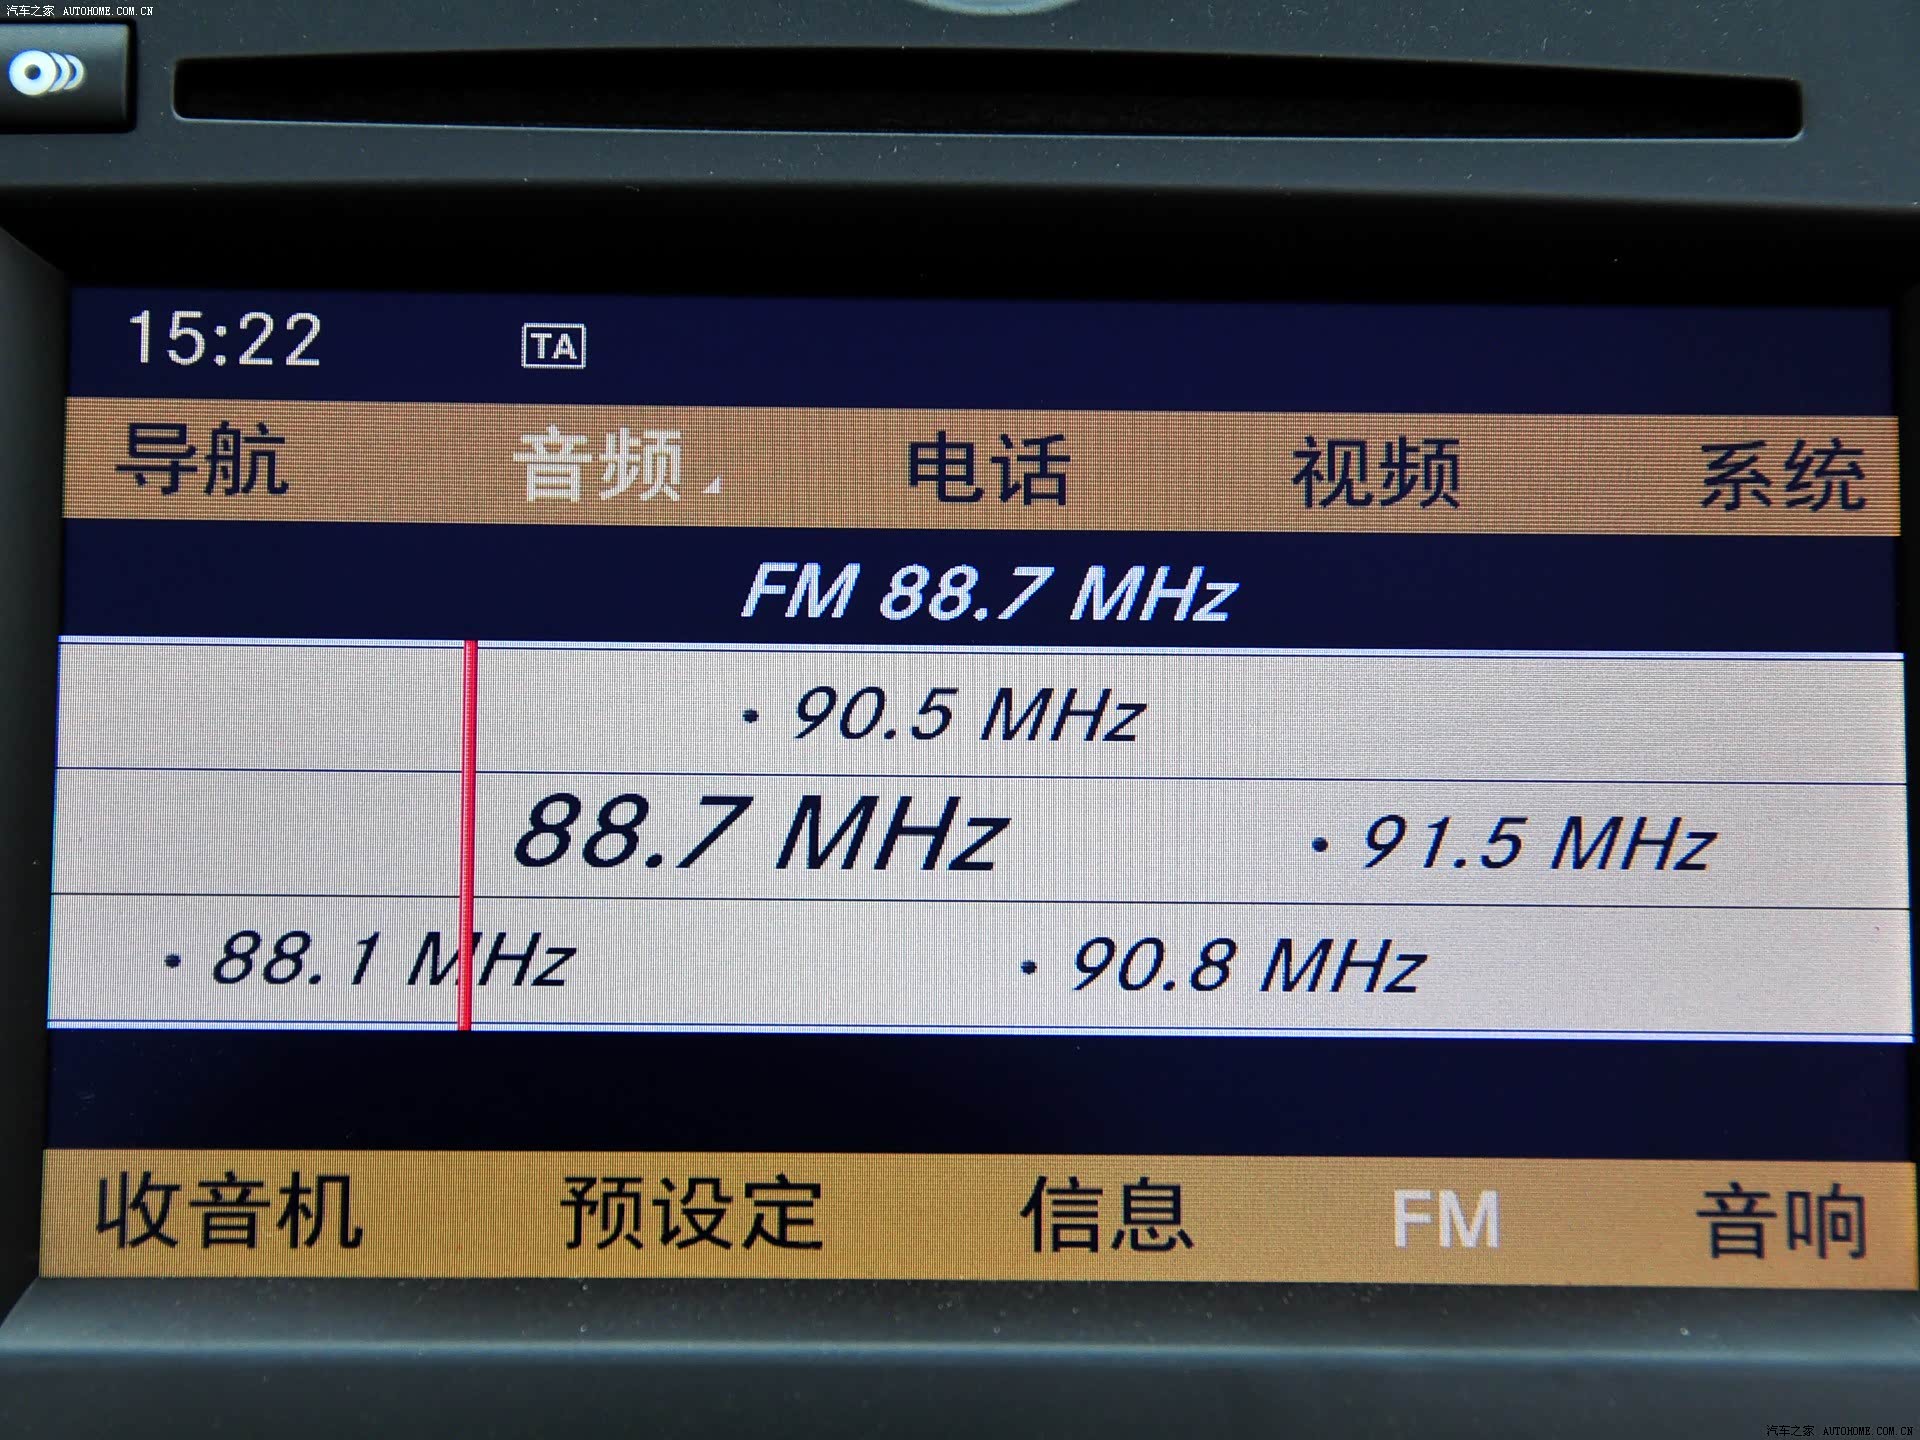 汽车之家 AUTOHOME.COM.CN
15:22 TA
导航 音频 电话 视频 系统
FM 88.7 MHz
90.5 MHz
88.7 MHz 91.5 MHz
88.1 MHz 90.8 MHz
收音机 预设定 信息 FM 音响
汽车之家 AUTOHOME.COM.CN